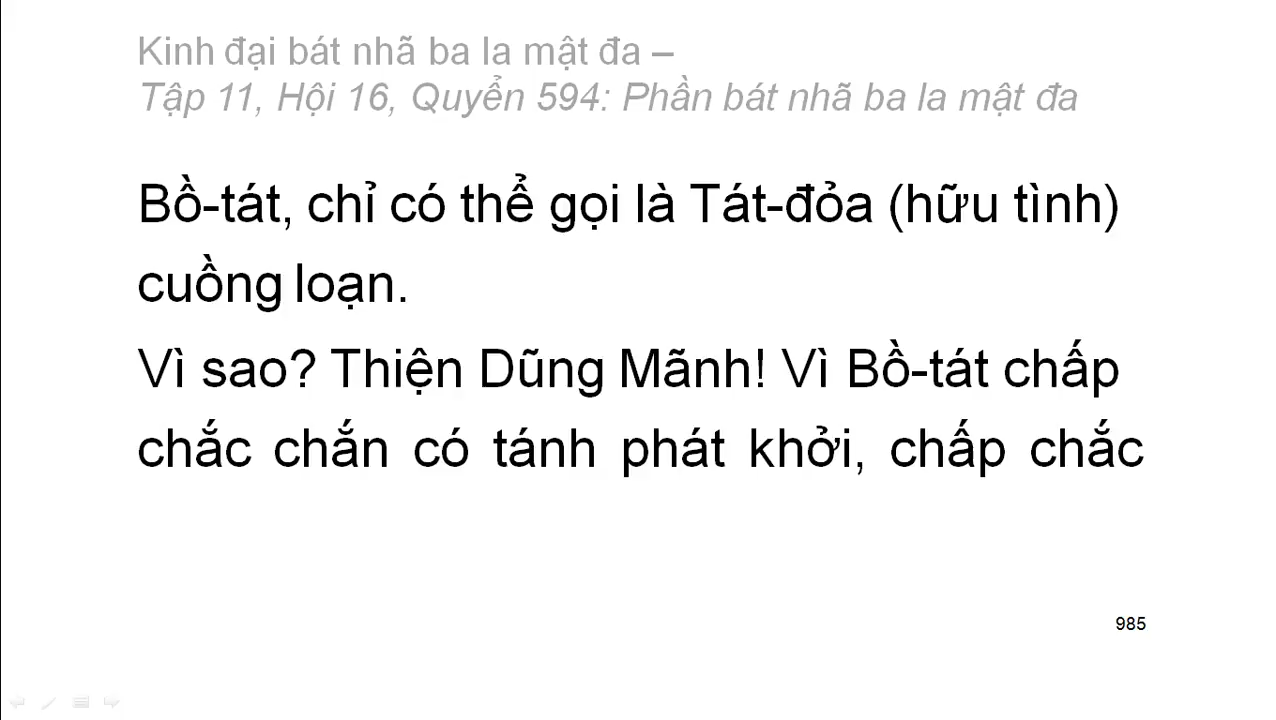 Kinh đại bát nhã ba la mật đa –
Tập 11, Hội 16, Quyển 594: Phần bát nhã ba la mật đa
Bồ-tát, chỉ có thể gọi là Tát-đỏa (hữu tình)
cuồng loạn.
Vì sao? Thiện Dũng Mãnh! Vì Bồ-tát chấp
chắc chắn có tánh phát khởi, chấp chắc
985